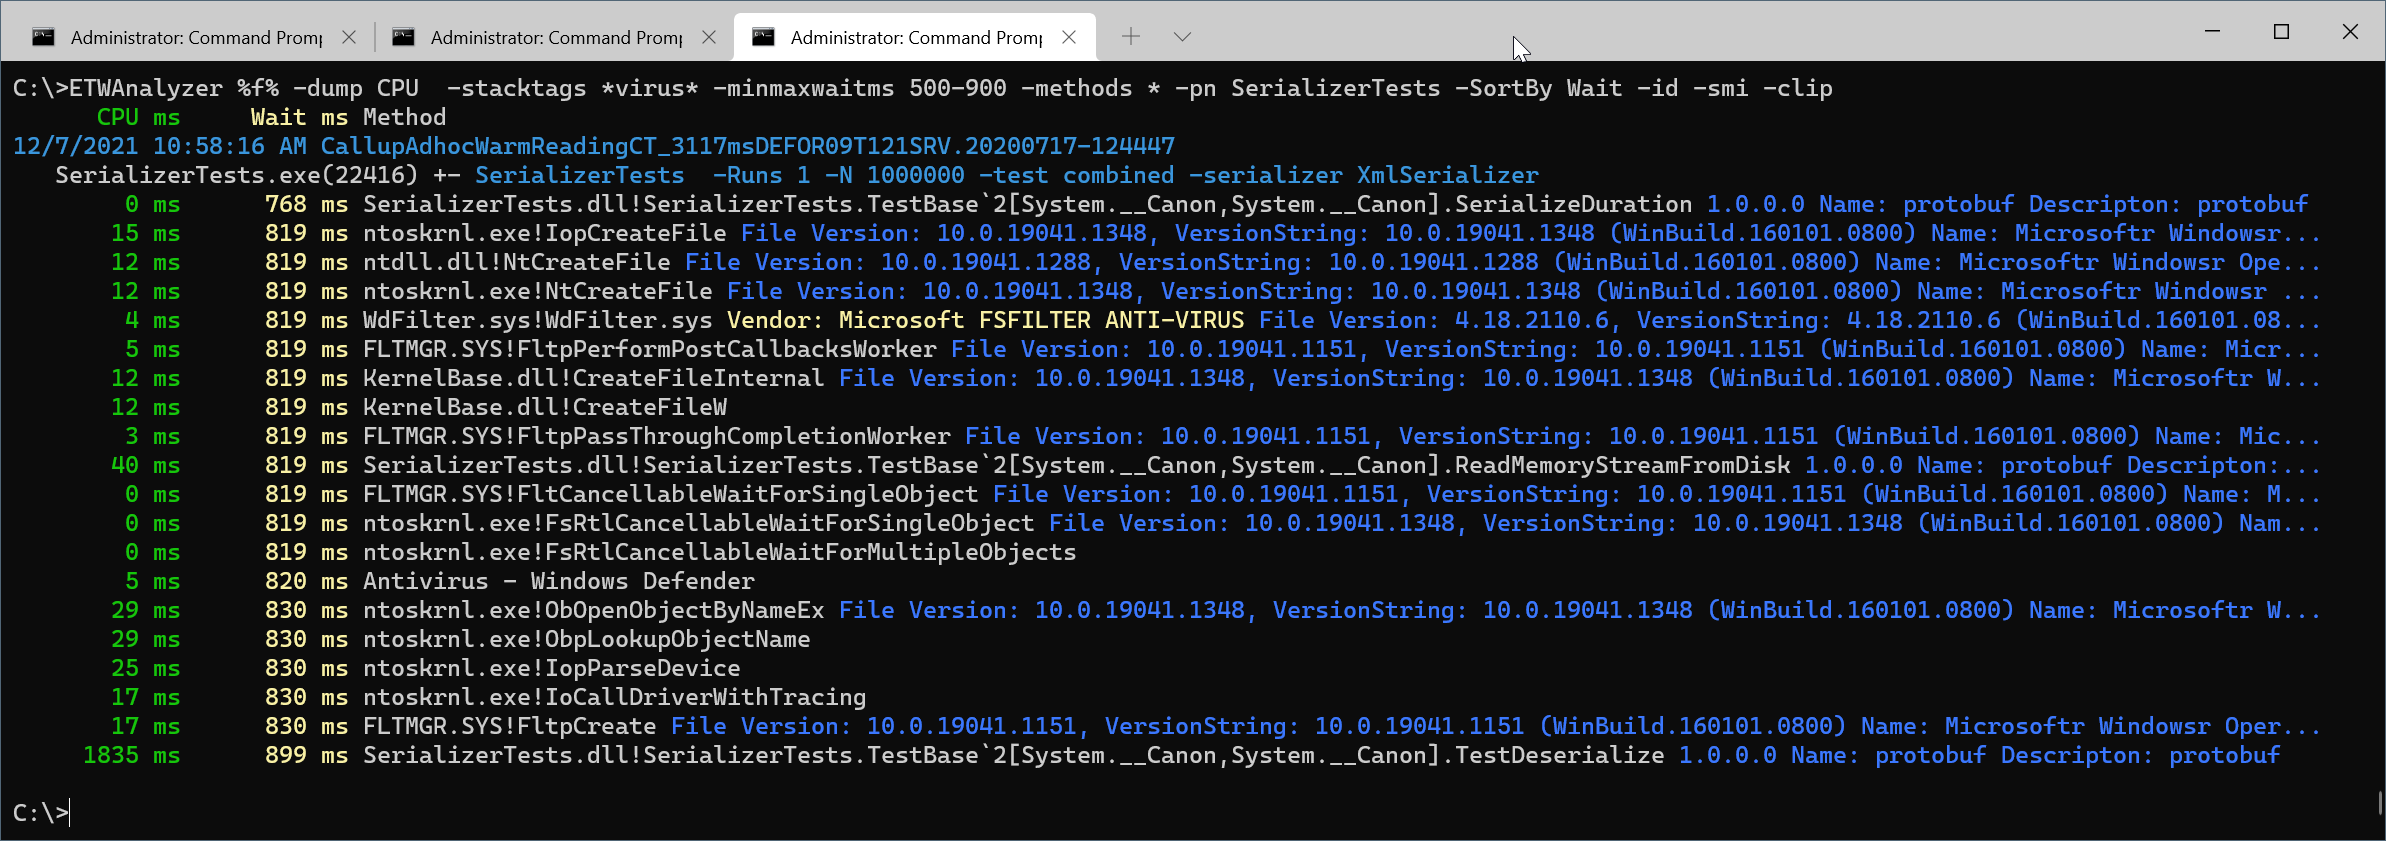 Administrator: Command Promp
Administrator: Command Promp
Administrator: Command Promp
C:\>ETWAnalyzer %f% -dump CPU  -stacktags *virus* -minmaxwaitms 500-900 -methods * -pn SerializerTests -SortBy Wait -id -smi -clip
CPU ms     Wait ms Method
12/7/2021 10:58:16 AM CallupAdhocWarmReadingCT_3117msDEFOR09T121SRV.20200717-124447
SerializerTests.exe(22416) +- SerializerTests  -Runs 1 -N 1000000 -test combined -serializer XmlSerializer
0 ms      768 ms SerializerTests.dll!SerializerTests.TestBase`2[System.__Canon,System.__Canon].SerializeDuration 1.0.0.0 Name: protobuf Descripton: protobuf
15 ms      819 ms ntoskrnl.exe!IopCreateFile File Version: 10.0.19041.1348, VersionString: 10.0.19041.1348 (WinBuild.160101.0800) Name: Microsoftr Windowsr...
12 ms      819 ms ntdll.dll!NtCreateFile File Version: 10.0.19041.1288, VersionString: 10.0.19041.1288 (WinBuild.160101.0800) Name: Microsoftr Windowsr Ope...
12 ms      819 ms ntoskrnl.exe!NtCreateFile File Version: 10.0.19041.1348, VersionString: 10.0.19041.1348 (WinBuild.160101.0800) Name: Microsoftr Windowsr ...
4 ms      819 ms WdFilter.sys!WdFilter.sys Vendor: Microsoft FSFILTER ANTI-VIRUS File Version: 4.18.2110.6, VersionString: 4.18.2110.6 (WinBuild.160101.08...
5 ms      819 ms FLTMGR.SYS!FltpPerformPostCallbacksWorker File Version: 10.0.19041.1151, VersionString: 10.0.19041.1151 (WinBuild.160101.0800) Name: Micr...
12 ms      819 ms KernelBase.dll!CreateFileInternal File Version: 10.0.19041.1348, VersionString: 10.0.19041.1348 (WinBuild.160101.0800) Name: Microsoftr W...
12 ms      819 ms KernelBase.dll!CreateFileW
3 ms      819 ms FLTMGR.SYS!FltpPassThroughCompletionWorker File Version: 10.0.19041.1151, VersionString: 10.0.19041.1151 (WinBuild.160101.0800) Name: Mic...
40 ms      819 ms SerializerTests.dll!SerializerTests.TestBase`2[System.__Canon,System.__Canon].ReadMemoryStreamFromDisk 1.0.0.0 Name: protobuf Descripton:...
0 ms      819 ms FLTMGR.SYS!FltCancellableWaitForSingleObject File Version: 10.0.19041.1151, VersionString: 10.0.19041.1151 (WinBuild.160101.0800) Name: M...
0 ms      819 ms ntoskrnl.exe!FsRtlCancellableWaitForSingleObject File Version: 10.0.19041.1348, VersionString: 10.0.19041.1348 (WinBuild.160101.0800) Nam...
0 ms      819 ms ntoskrnl.exe!FsRtlCancellableWaitForMultipleObjects
5 ms      820 ms Antivirus - Windows Defender
29 ms      830 ms ntoskrnl.exe!ObOpenObjectByNameEx File Version: 10.0.19041.1348, VersionString: 10.0.19041.1348 (WinBuild.160101.0800) Name: Microsoftr W...
29 ms      830 ms ntoskrnl.exe!ObpLookupObjectName
25 ms      830 ms ntoskrnl.exe!IopParseDevice
17 ms      830 ms ntoskrnl.exe!IoCallDriverWithTracing
17 ms      830 ms FLTMGR.SYS!FltpCreate File Version: 10.0.19041.1151, VersionString: 10.0.19041.1151 (WinBuild.160101.0800) Name: Microsoftr Windowsr Oper...
1835 ms      899 ms SerializerTests.dll!SerializerTests.TestBase`2[System.__Canon,System.__Canon].TestDeserialize 1.0.0.0 Name: protobuf Descripton: protobuf
C:\>